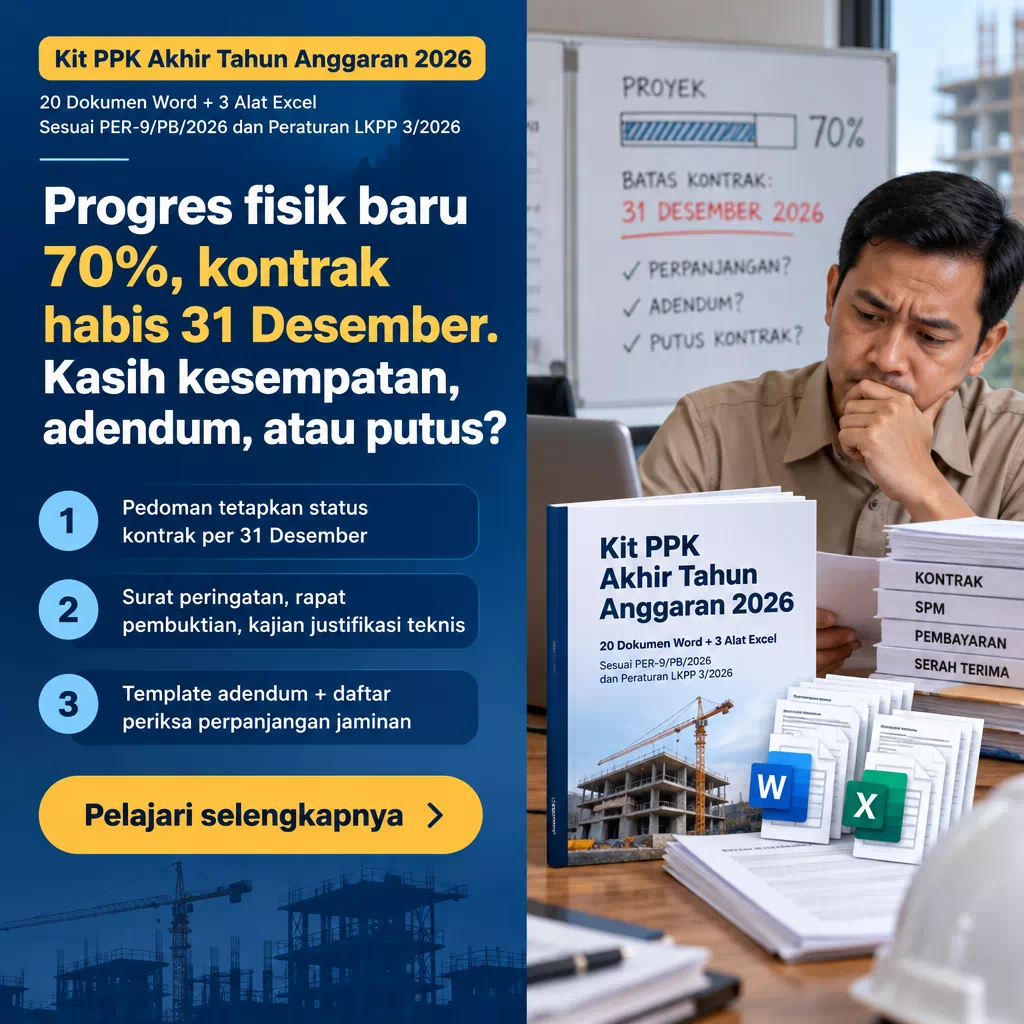 Kit PPK Akhir Tahun Anggaran 2026
20 Dokumen Word + 3 Alat Excel
Sesuai PER-9/PB/2026 dan Peraturan LKPP 3/2026
Progres fisik baru
70%, kontrak
habis 31 Desember.
Kasih kesempatan,
adendum, atau putus?
1
Pedoman tetapkan status
kontrak per 31 Desember
2
Surat peringatan, rapat
pembuktian, kajian justifikasi teknis
3
Template adendum + daftar
periksa perpanjangan jaminan
Pelajari selengkapnya >
PROYEK
70%
BATAS KONTRAK:
31 DESEMBER 2026
✓ PERPANJANGAN?
✓ ADENDUM?
✓ PUTUS KONTRAK?
Kit PPK
Akhir Tahun
Anggaran 2026
20 Dokumen Word + 3 Alat Excel
Sesuai PER-9/PB/2026
dan Peraturan LKPP 3/2026
W
X
KONTRAK
SPM
PEMBAYARAN
SERAH TERIMA